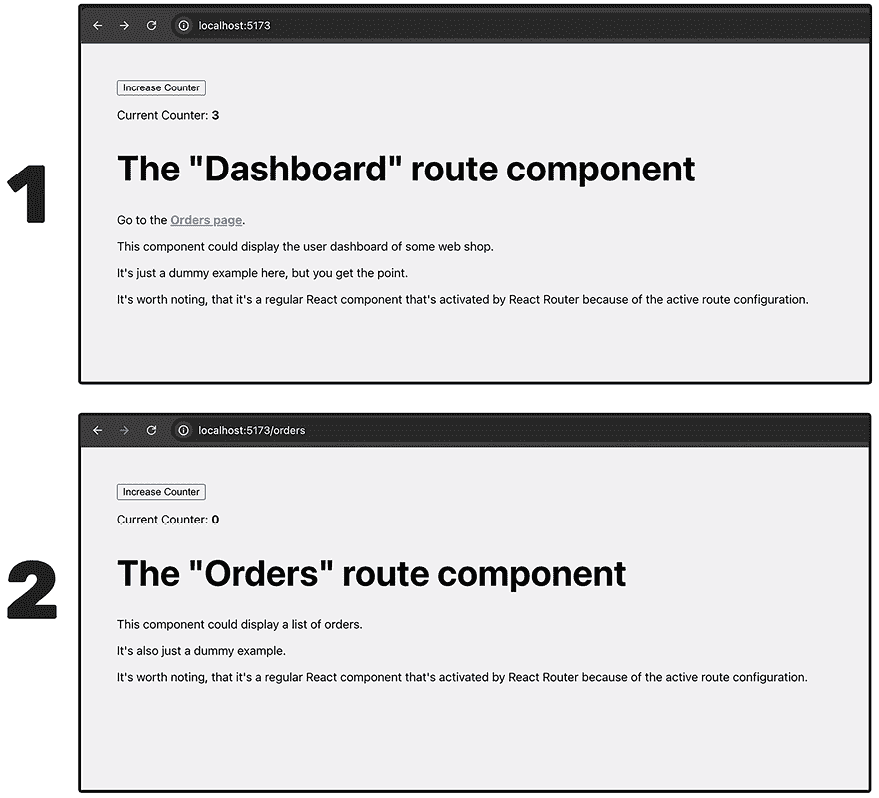 localhost:5173
Increase Counter
Current Counter: 3
1
The "Dashboard" route component
Go to the Orders page.
This component could display the user dashboard of some web shop.
It's just a dummy example here, but you get the point.
It's worth noting, that it's a regular React component that's activated by React Router because of the active route configuration.
localhost:5173/orders
Increase Counter
Current Counter: 0
2
The "Orders" route component
This component could display a list of orders.
It's also just a dummy example.
It's worth noting, that it's a regular React component that's activated by React Router because of the active route configuration.